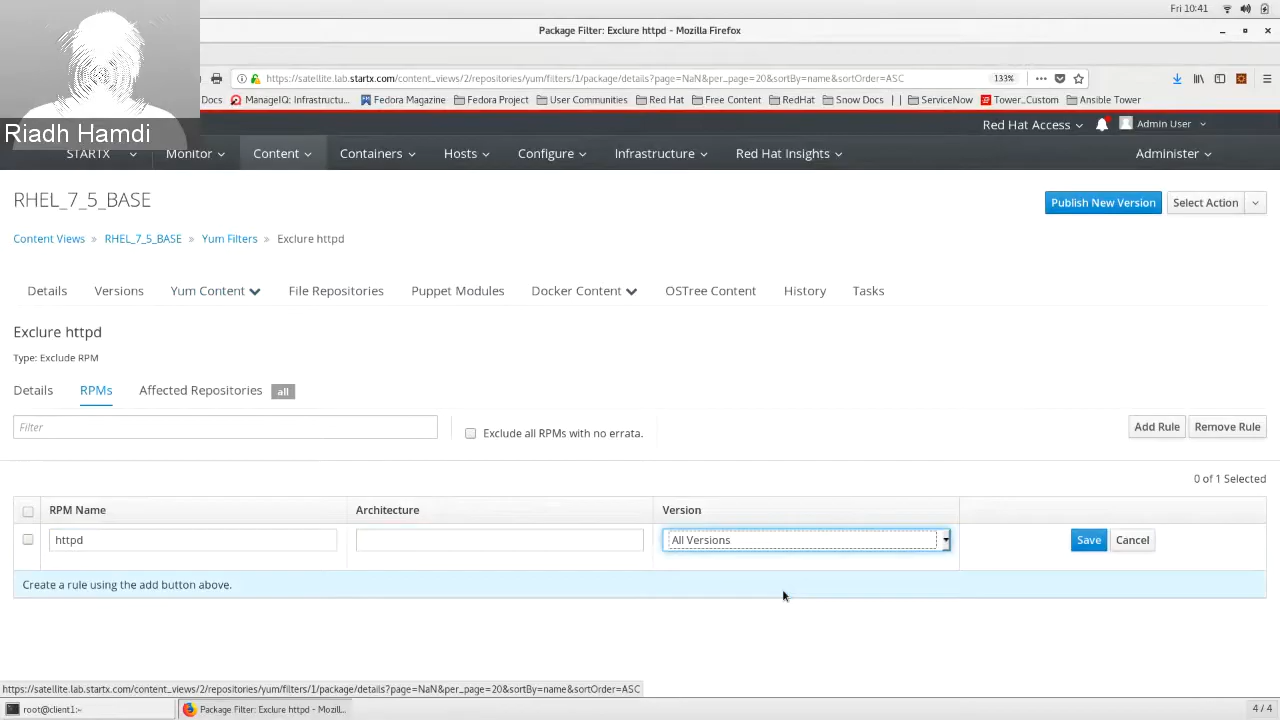 Fri 10:41
Package Filter: Exclure httpd - Mozilla Firefox
https://satellite.lab.startx.com/content_views/2/repositories/yum/filters/1/package/details?page=NaN&per_page=20&sortBy=name&sortOrder=ASC
133%
Docs ManageIQ: Infrastructu... Fedora Magazine Fedora Project User Communities Red Hat Free Content RedHat Snow Docs | | ServiceNow Tower_Custom Ansible Tower
Riadh Hamdi
Red Hat Access Admin User
STARTX Monitor Content Containers Hosts Configure Infrastructure Red Hat Insights Administer
RHEL_7_5_BASE
Publish New Version Select Action
Content Views » RHEL_7_5_BASE » Yum Filters » Exclure httpd
Details Versions Yum Content File Repositories Puppet Modules Docker Content OSTree Content History Tasks
Exclure httpd
Type: Exclude RPM
Details RPMs Affected Repositories all
Filter
Exclude all RPMs with no errata.
Add Rule Remove Rule
0 of 1 Selected
RPM Name Architecture Version
httpd All Versions Save Cancel
Create a rule using the add button above.
https://satellite.lab.startx.com/content_views/2/repositories/yum/filters/1/package/details?page=NaN&per_page=20&sortBy=name&sortOrder=ASC
root@client1:~ Package Filter: Exclure httpd - Mozill... 4 / 4